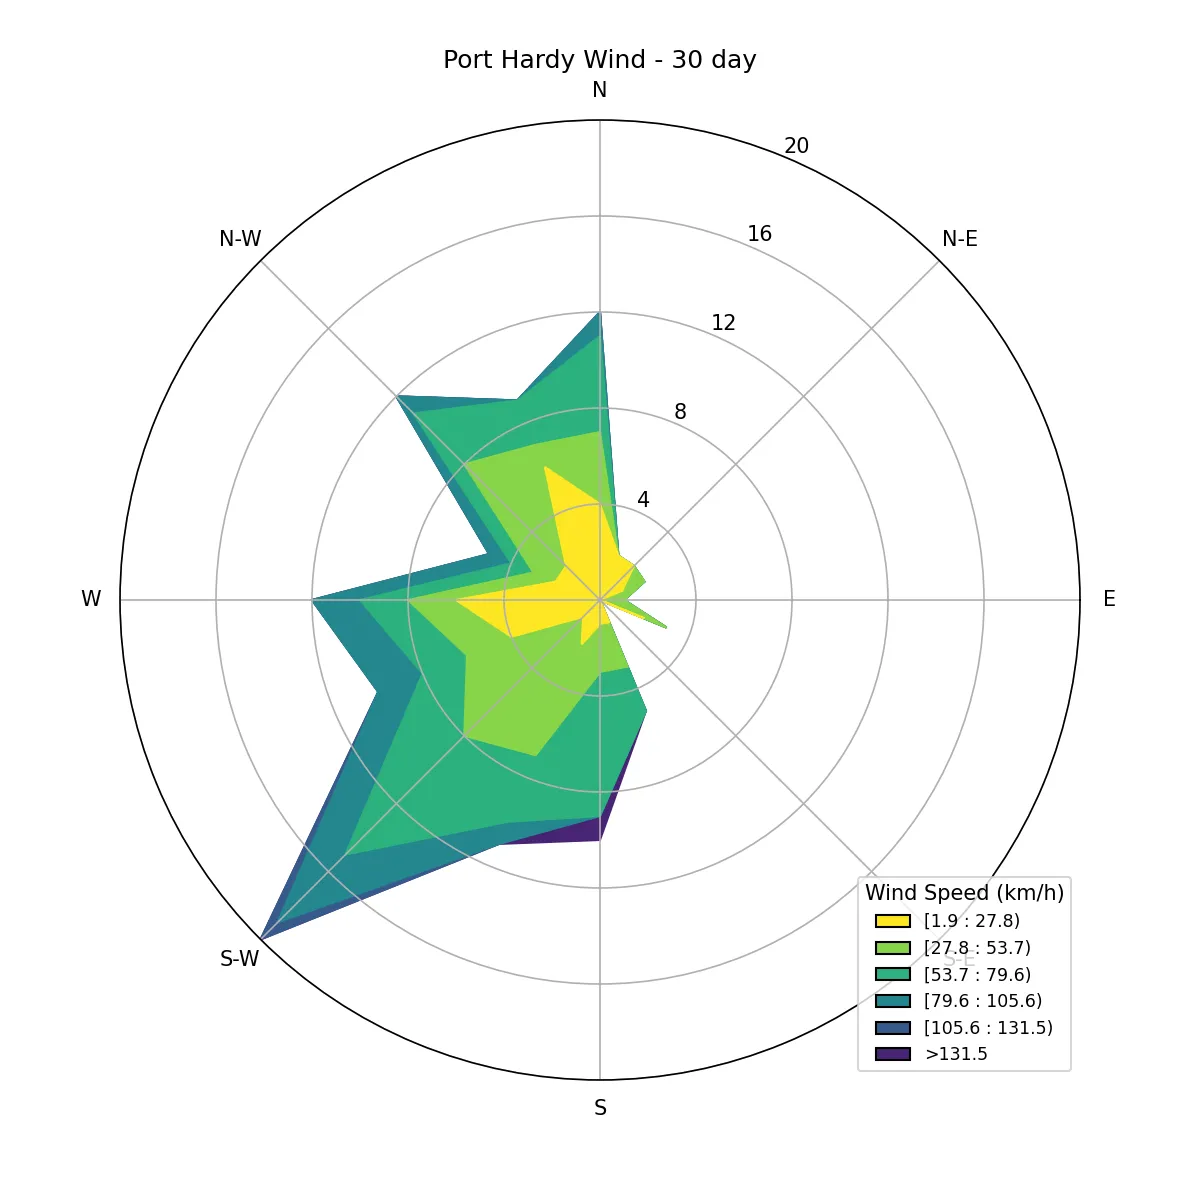 Port Hardy Wind - 30 day
N
20
N-W
16
N-E
12
8
4
W
E
Wind Speed (km/h)
[1.9 : 27.8)
[27.8 : 53.7)
S-W
S-E
[53.7 : 79.6)
[79.6 : 105.6)
[105.6 : 131.5)
>131.5
S